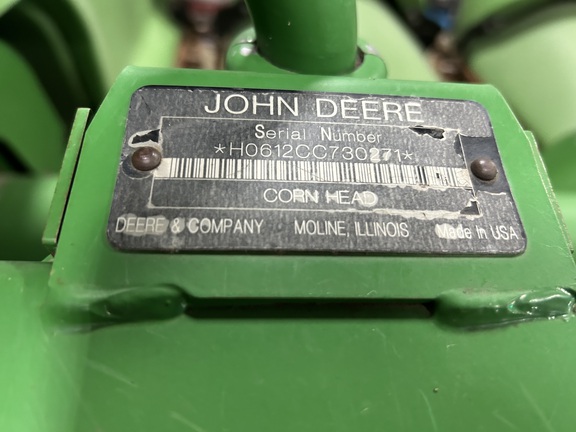 JOHN DEERE
Serial Number
*H0612CC730271*
CORN HEAD
DEERE & COMPANY MOLINE, ILLINOIS Made in USA